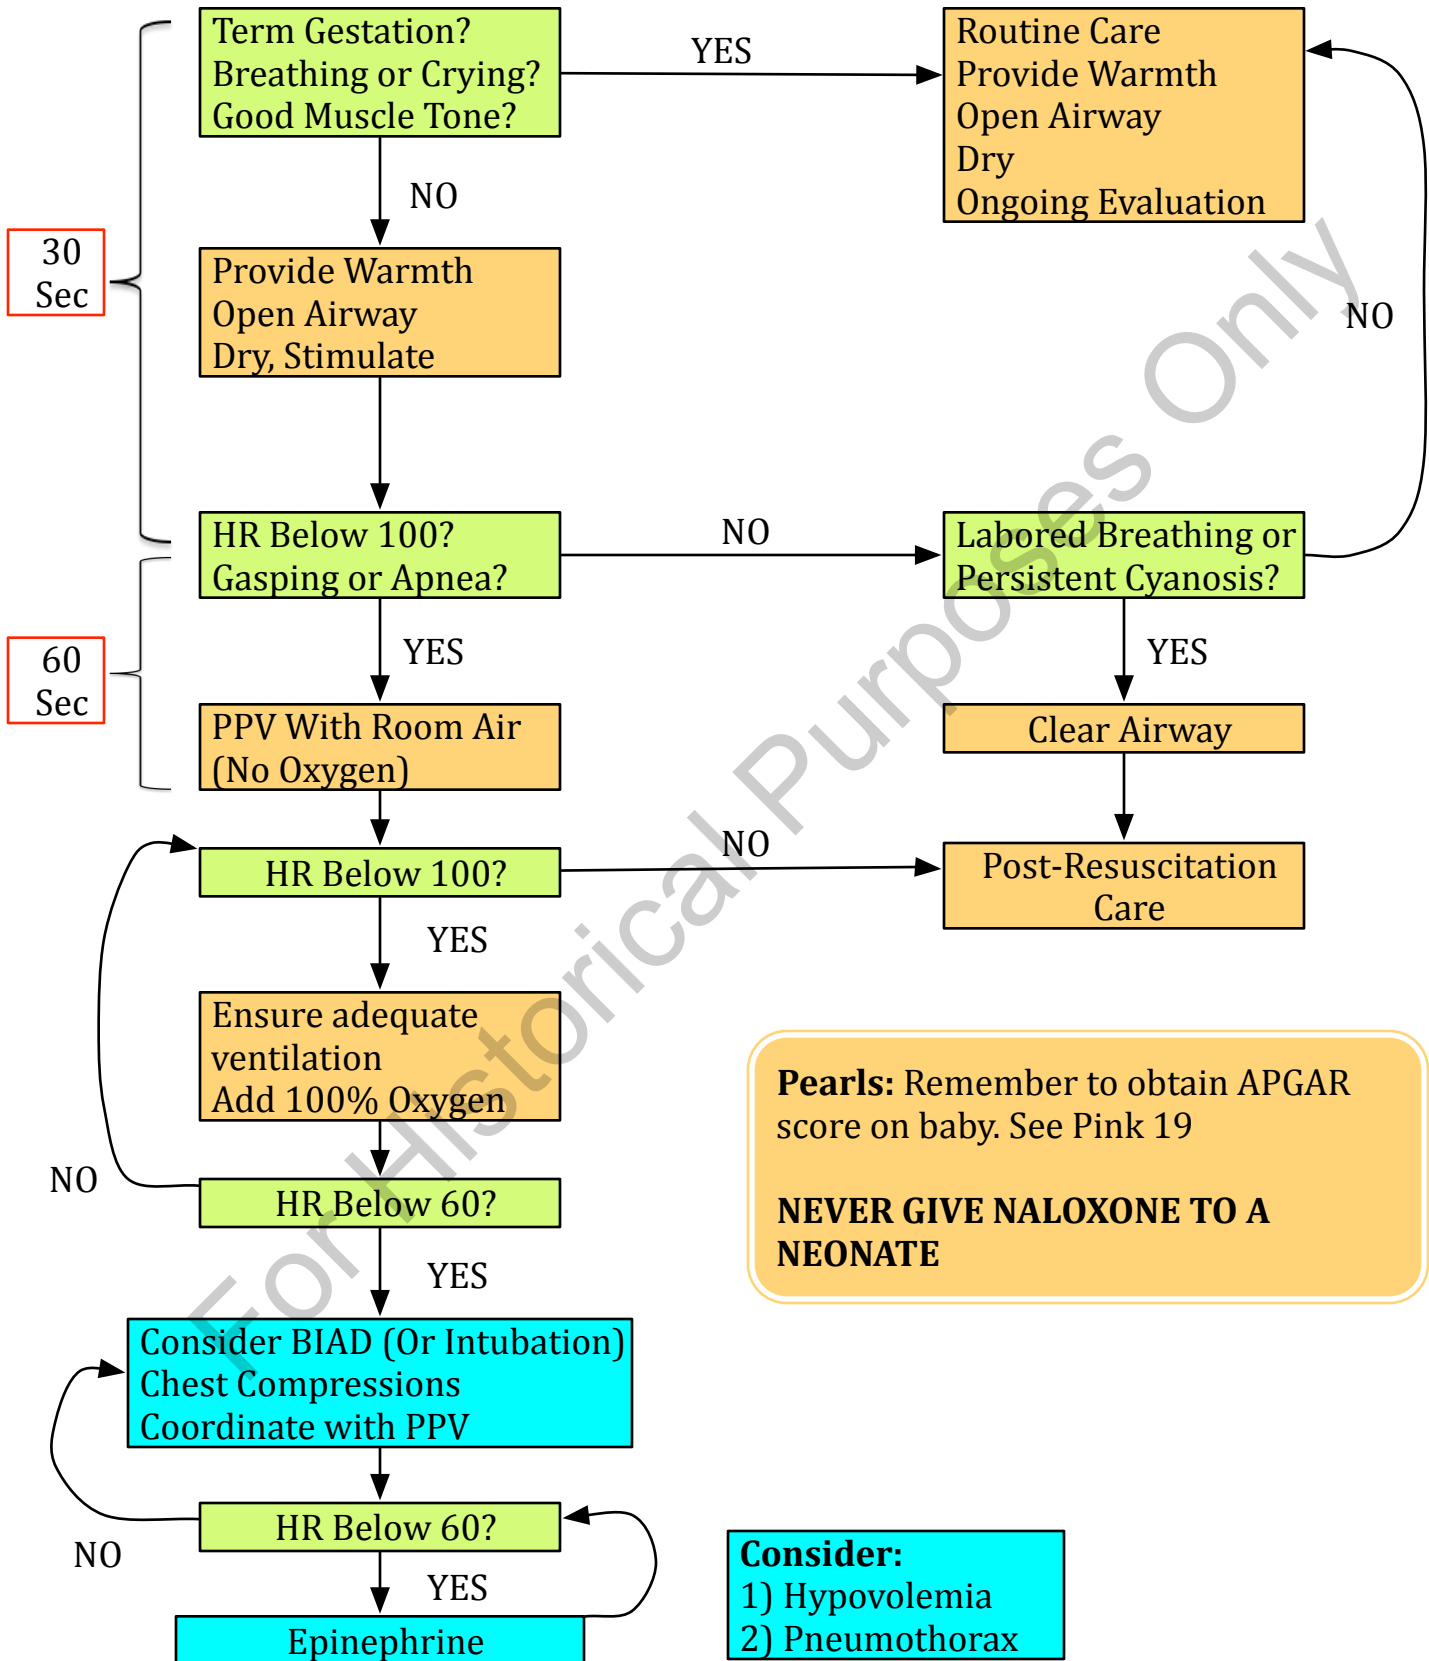 Term Gestation?
Breathing or Crying?
Good Muscle Tone?
YES
Routine Care
Provide Warmth
Open Airway
Dry
Ongoing Evaluation
NO
30
Sec
Provide Warmth
Open Airway
Dry, Stimulate
NO
HR Below 100?
Gasping or Apnea?
NO
Labored Breathing or
Persistent Cyanosis?
60
Sec
YES
YES
PPV With Room Air
(No Oxygen)
Clear Airway
HR Below 100?
NO
Post-Resuscitation
Care
YES
Ensure adequate
ventilation
Add 100% Oxygen
Pearls: Remember to obtain APGAR
score on baby. See Pink 19
NEVER GIVE NALOXONE TO A
NEONATE
NO
HR Below 60?
YES
Consider BIAD (Or Intubation)
Chest Compressions
Coordinate with PPV
HR Below 60?
NO
YES
Epinephrine
Consider:
1) Hypovolemia
2) Pneumothorax
For Historical Purposes Only